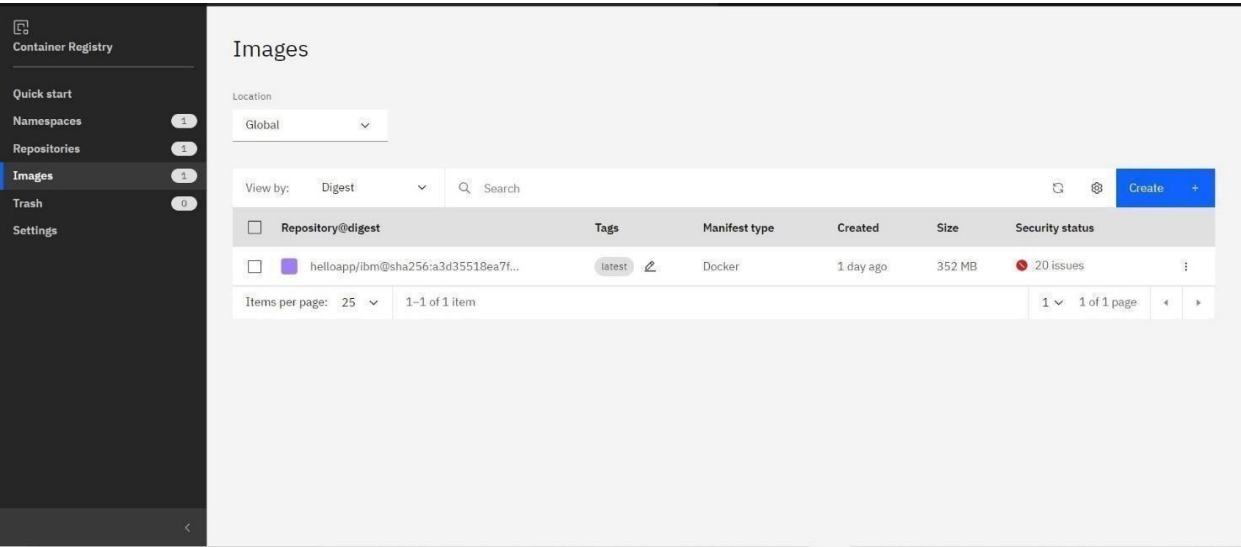 Container Registry
Quick start
Namespaces 1
Repositories 1
Images 1
Trash 0
Settings
Images
Location
Global
View by: Digest Search Create +
Repository@digest Tags Manifest type Created Size Security status
helloapp/ibm@sha256:a3d35518ea7f... latest Docker 1 day ago 352 MB 20 issues
Items per page: 25 1–1 of 1 item 1 1 of 1 page